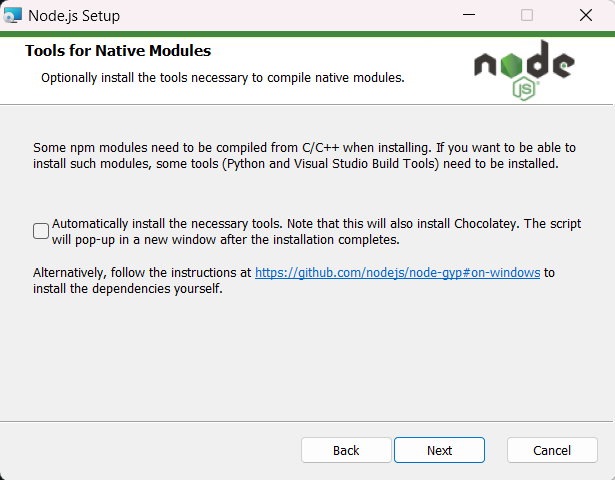 Node.js Setup
Tools for Native Modules
Optionally install the tools necessary to compile native modules.
node
JS
Some npm modules need to be compiled from C/C++ when installing. If you want to be able to
install such modules, some tools (Python and Visual Studio Build Tools) need to be installed.
Automatically install the necessary tools. Note that this will also install Chocolatey. The script
will pop-up in a new window after the installation completes.
Alternatively, follow the instructions at https://github.com/nodejs/node-gyp#on-windows to
install the dependencies yourself.
Back
Next
Cancel